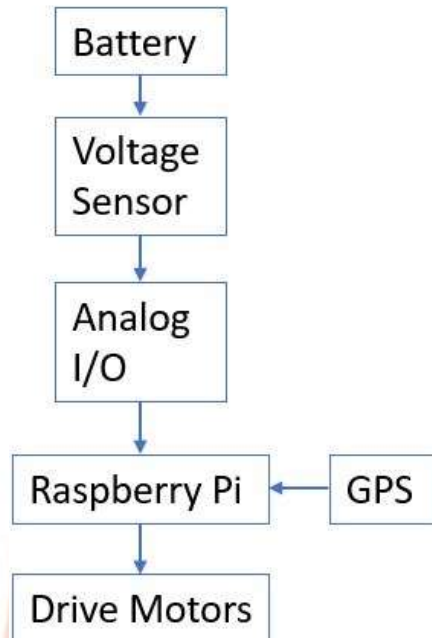 Battery
Voltage
Sensor
Analog
I/O
Raspberry Pi
GPS
Drive Motors